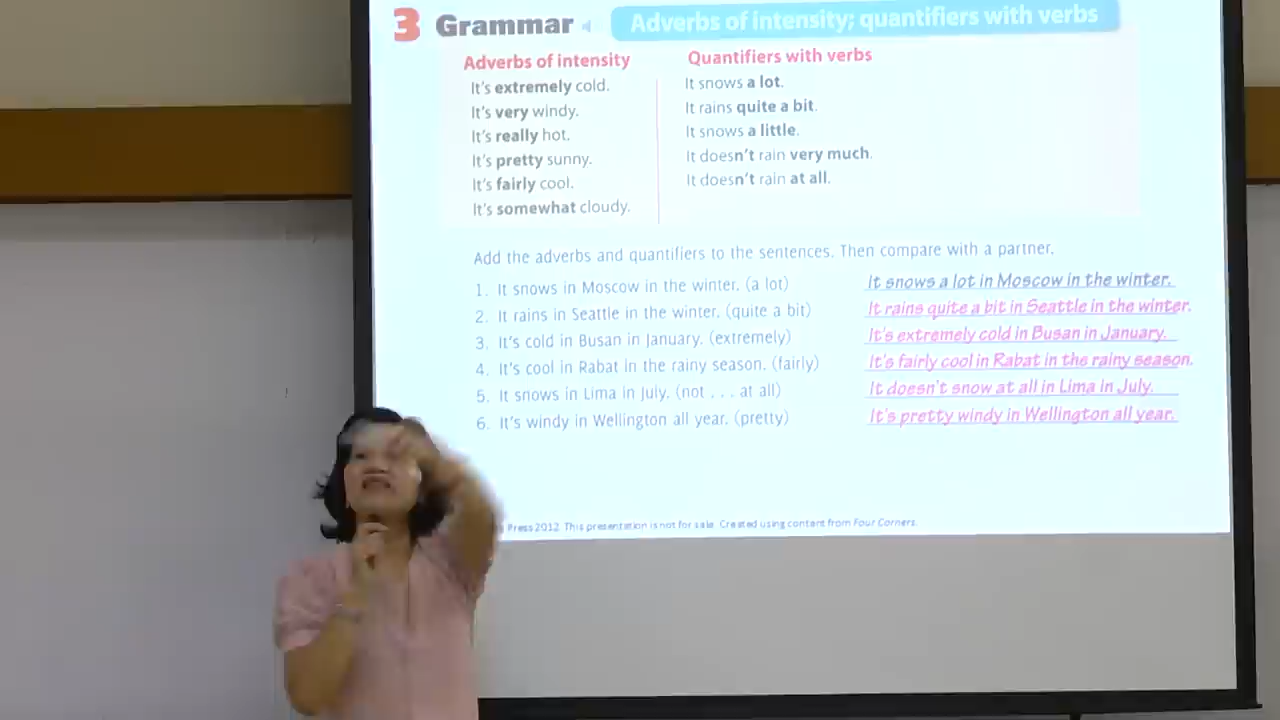 3 Grammar
Adverbs of intensity; quantifiers with verbs
Adverbs of intensity
It's extremely cold.
It's very windy.
It's really hot.
It's pretty sunny.
It's fairly cool.
It's somewhat cloudy.
Quantifiers with verbs
It snows a lot.
It rains quite a bit.
It snows a little.
It doesn't rain very much.
It doesn't rain at all.
Add the adverbs and quantifiers to the sentences. Then compare with a partner.
1. It snows in Moscow in the winter. (a lot) It snows a lot in Moscow in the winter.
2. It rains in Seattle in the winter. (quite a bit) It rains quite a bit in Seattle in the winter.
3. It's cold in Busan in January. (extremely) It's extremely cold in Busan in January.
4. It's cool in Rabat in the rainy season. (fairly) It's fairly cool in Rabat in the rainy season.
5. It snows in Lima in July. (not . . . at all) It doesn't snow at all in Lima in July.
6. It's windy in Wellington all year. (pretty) It's pretty windy in Wellington all year.
Press 2012. This presentation is not for sale. Created using content from Four Corners.